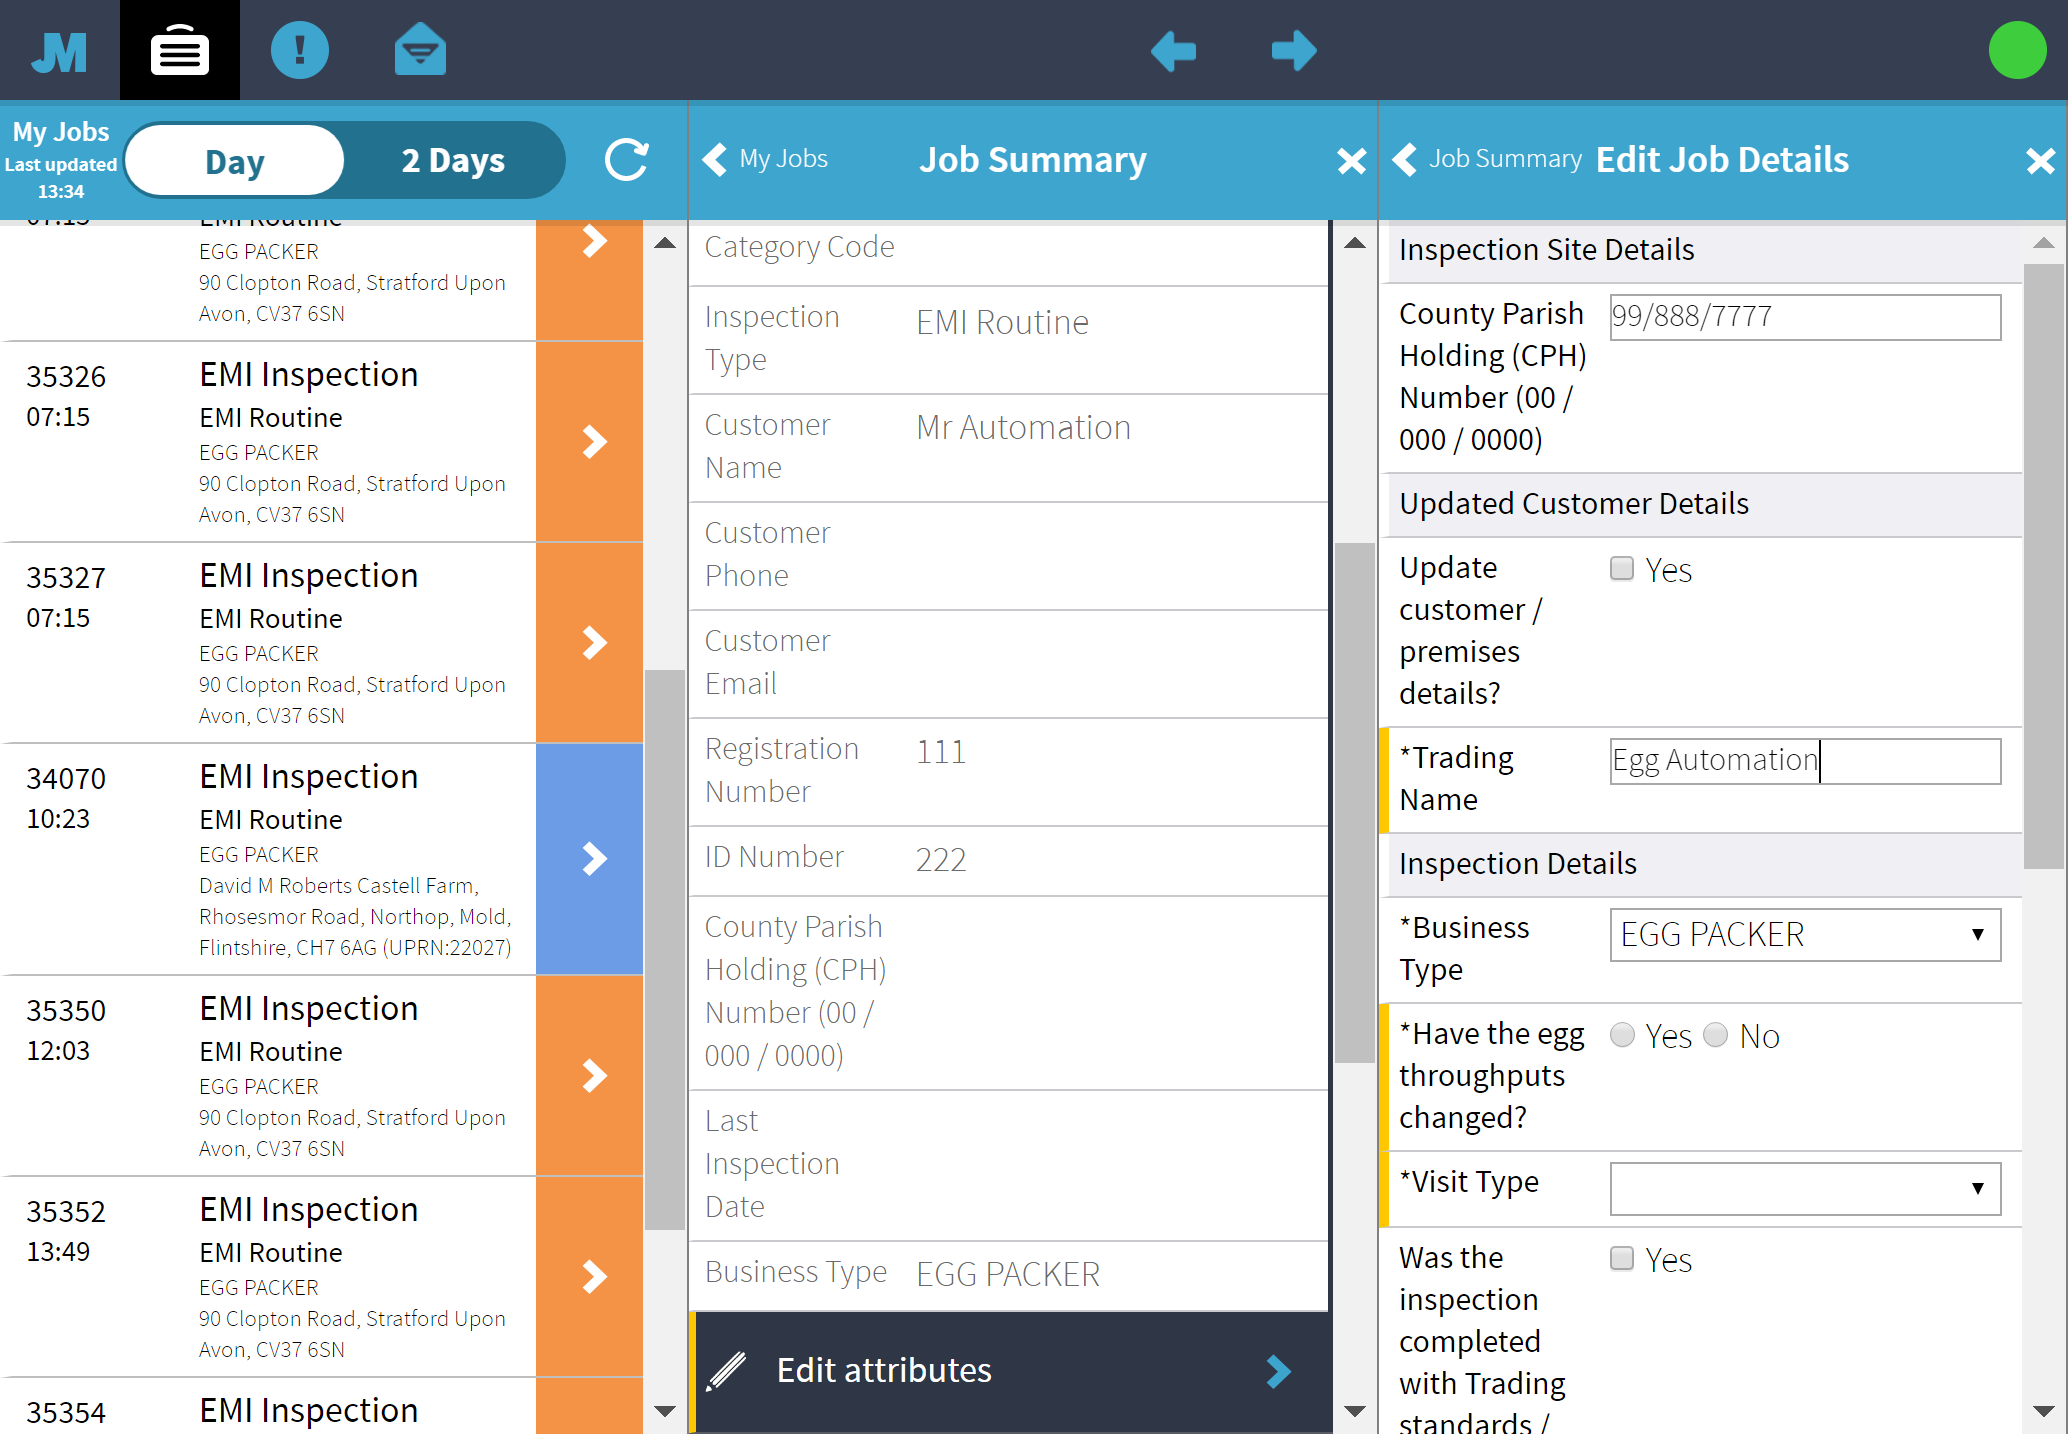 JM
My Jobs
Last updated
13:34
Day
2 Days
My Jobs
Job Summary
Job Summary
Edit Job Details
07:15
EMI Routine
EGG PACKER
90 Clopton Road, Stratford Upon
Avon, CV37 6SN
35326
07:15
EMI Inspection
EMI Routine
EGG PACKER
90 Clopton Road, Stratford Upon
Avon, CV37 6SN
35327
07:15
EMI Inspection
EMI Routine
EGG PACKER
90 Clopton Road, Stratford Upon
Avon, CV37 6SN
34070
10:23
EMI Inspection
EMI Routine
EGG PACKER
David M Roberts Castell Farm,
Rhosesmor Road, Northop, Mold,
Flintshire, CH7 6AG (UPRN:22027)
35350
12:03
EMI Inspection
EMI Routine
EGG PACKER
90 Clopton Road, Stratford Upon
Avon, CV37 6SN
35352
13:49
EMI Inspection
EMI Routine
EGG PACKER
90 Clopton Road, Stratford Upon
Avon, CV37 6SN
35354
EMI Inspection
Category Code
Inspection
Type
EMI Routine
Customer
Name
Mr Automation
Customer
Phone
Customer
Email
Registration
Number
111
ID Number
222
County Parish
Holding (CPH)
Number (00 /
000 / 0000)
Last
Inspection
Date
Business Type
EGG PACKER
Edit attributes
Inspection Site Details
County Parish
Holding (CPH)
Number (00 /
000 / 0000)
99/888/7777
Updated Customer Details
Update
customer /
premises
details?
Yes
*Trading
Name
Egg Automation
Inspection Details
*Business
Type
EGG PACKER
*Have the egg
throughputs
changed?
Yes No
*Visit Type
Was the
inspection
completed
with Trading
standards /
Yes